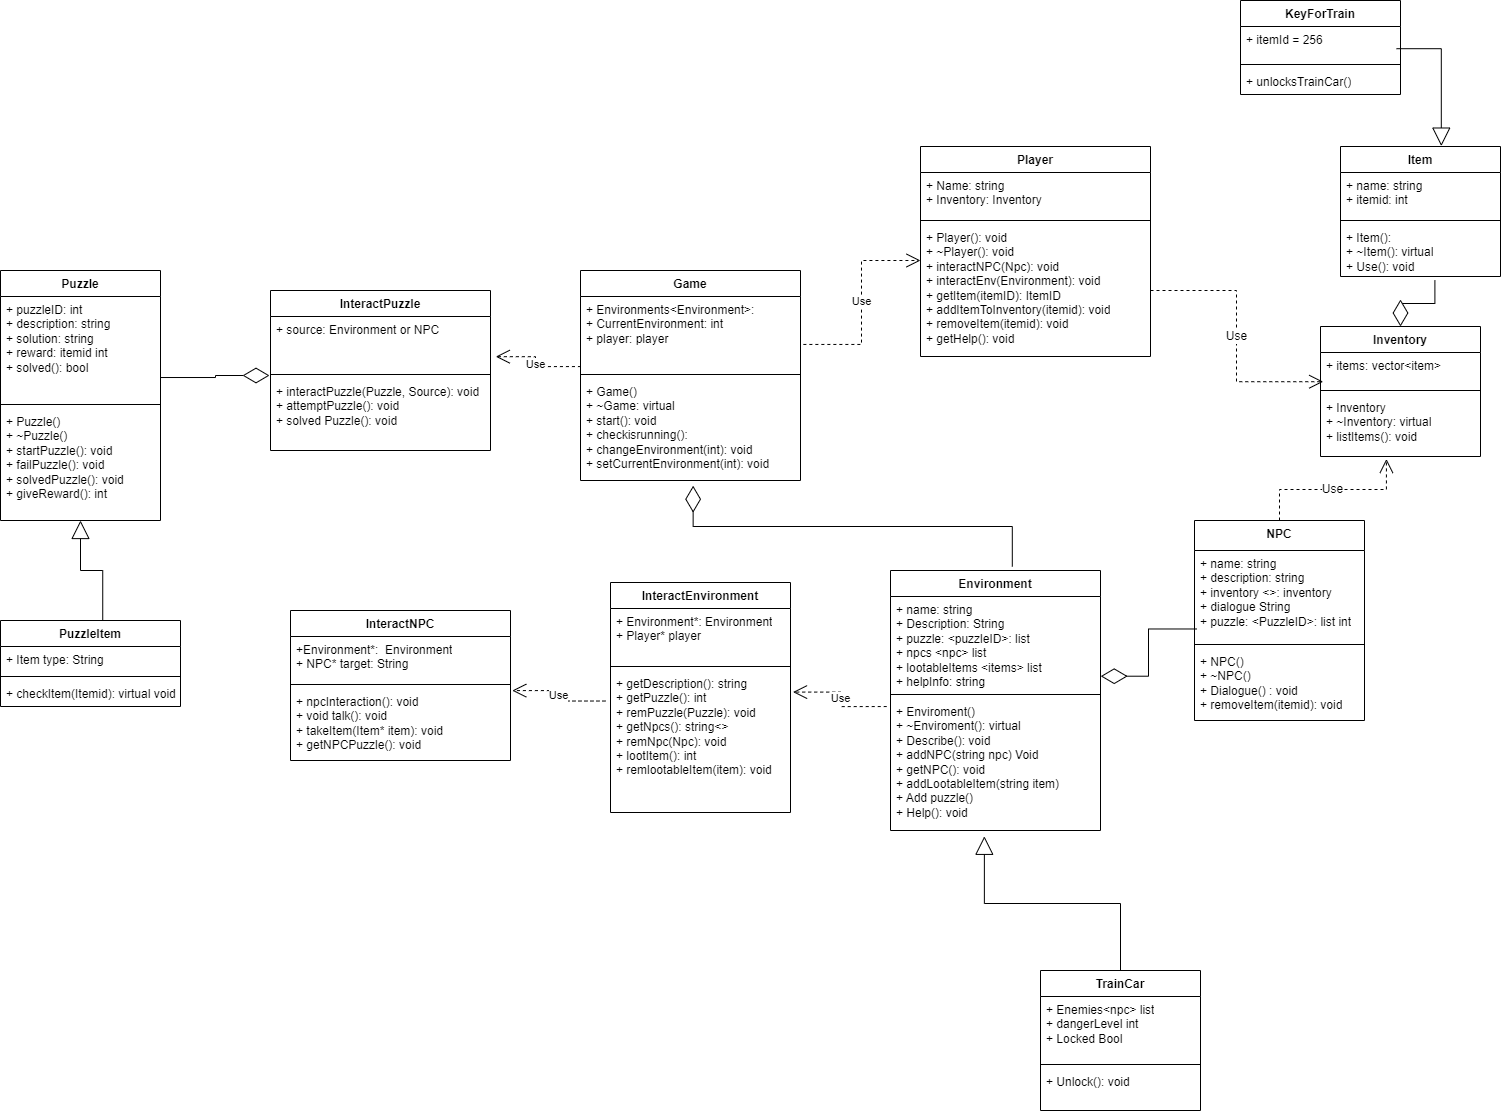 KeyForTrain
+ itemId = 256
+ unlocksTrainCar()
Player
+ Name: string
+ Inventory: Inventory
+ Player(): void
+ ~Player(): void
+ interactNPC(Npc): void
+ interactEnv(Environment): void
+ getItem(itemID): ItemID
+ addItemToInventory(itemid): void
+ removeItem(itemid): void
+ getHelp(): void
Item
+ name: string
+ itemid: int
+ Item():
+ ~Item(): virtual
+ Use(): void
Puzzle
+ puzzleID: int
+ description: string
+ solution: string
+ reward: itemid int
+ solved(): bool
+ Puzzle()
+ ~Puzzle()
+ startPuzzle(): void
+ failPuzzle(): void
+ solvedPuzzle(): void
+ giveReward(): int
InteractPuzzle
+ source: Environment or NPC
+ interactPuzzle(Puzzle, Source): void
+ attemptPuzzle(): void
+ solved Puzzle(): void
Use
Game
+ Environments<Environment>:
+ CurrentEnvironment: int
+ player: player
+ Game()
+ ~Game: virtual
+ start(): void
+ checkisrunning():
+ changeEnvironment(int): void
+ setCurrentEnvironment(int): void
Use
Use
Inventory
+ items: vector<item>
+ Inventory
+ ~Inventory: virtual
+ listItems(): void
Use
NPC
+ name: string
+ description: string
+ inventory <>: inventory
+ dialogue String
+ puzzle: <PuzzleID>: list int
+ NPC()
+ ~NPC()
+ Dialogue() : void
+ removeItem(itemid): void
PuzzleItem
+ Item type: String
+ checkItem(Itemid): virtual void
InteractNPC
+Environment*:  Environment
+ NPC* target: String
+ npcInteraction(): void
+ void talk(): void
+ takeItem(Item* item): void
+ getNPCPuzzle(): void
Use
InteractEnvironment
+ Environment*: Environment
+ Player* player
+ getDescription(): string
+ getPuzzle(): int
+ remPuzzle(Puzzle): void
+ getNpcs(): string<>
+ remNpc(Npc): void
+ lootItem(): int
+ remlootableItem(item): void
Use
Environment
+ name: string
+ Description: String
+ puzzle: <puzzleID>: list
+ npcs <npc> list
+ lootableItems <items> list
+ helpInfo: string
+ Enviroment()
+ ~Enviroment(): virtual
+ Describe(): void
+ addNPC(string npc) Void
+ getNPC(): void
+ addLootableItem(string item)
+ Add puzzle()
+ Help(): void
TrainCar
+ Enemies<npc> list
+ dangerLevel int
+ Locked Bool
+ Unlock(): void